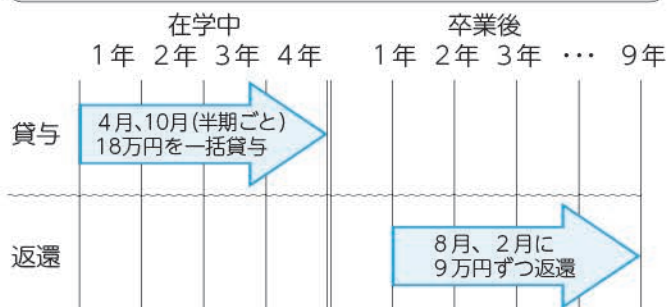 在学中 卒業後
1年 2年 3年 4年 1年 2年 3年 ··· 9年
貸与
4月、10月(半期ごと)
18万円を一括貸与
返還
8月、2月に
9万円ずつ返還